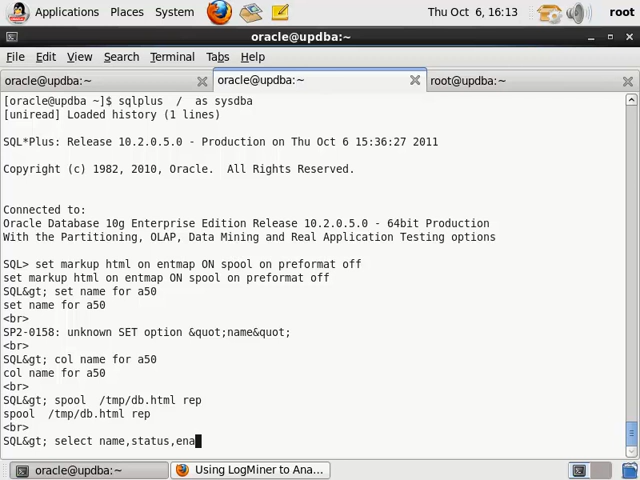 Applications Places System Thu Oct 6, 16:13 root
oracle@updba:~
File Edit View Search Terminal Tabs Help
oracle@updba:~ oracle@updba:~ root@updba:~
[oracle@updba ~]$ sqlplus / as sysdba
[unread] Loaded history (1 lines)
SQL*Plus: Release 10.2.0.5.0 - Production on Thu Oct 6 15:36:27 2011
Copyright (c) 1982, 2010, Oracle. All Rights Reserved.
Connected to:
Oracle Database 10g Enterprise Edition Release 10.2.0.5.0 - 64bit Production
With the Partitioning, OLAP, Data Mining and Real Application Testing options
SQL> set markup html on entmap ON spool on preformat off
set markup html on entmap ON spool on preformat off
SQL&gt; set name for a50
set name for a50
<br>
SP2-0158: unknown SET option &quot;name&quot;
<br>
SQL&gt; col name for a50
col name for a50
<br>
SQL&gt; spool /tmp/db.html rep
spool /tmp/db.html rep
<br>
SQL&gt; select name,status,ena
oracle@updba:~ Using LogMiner to Ana...